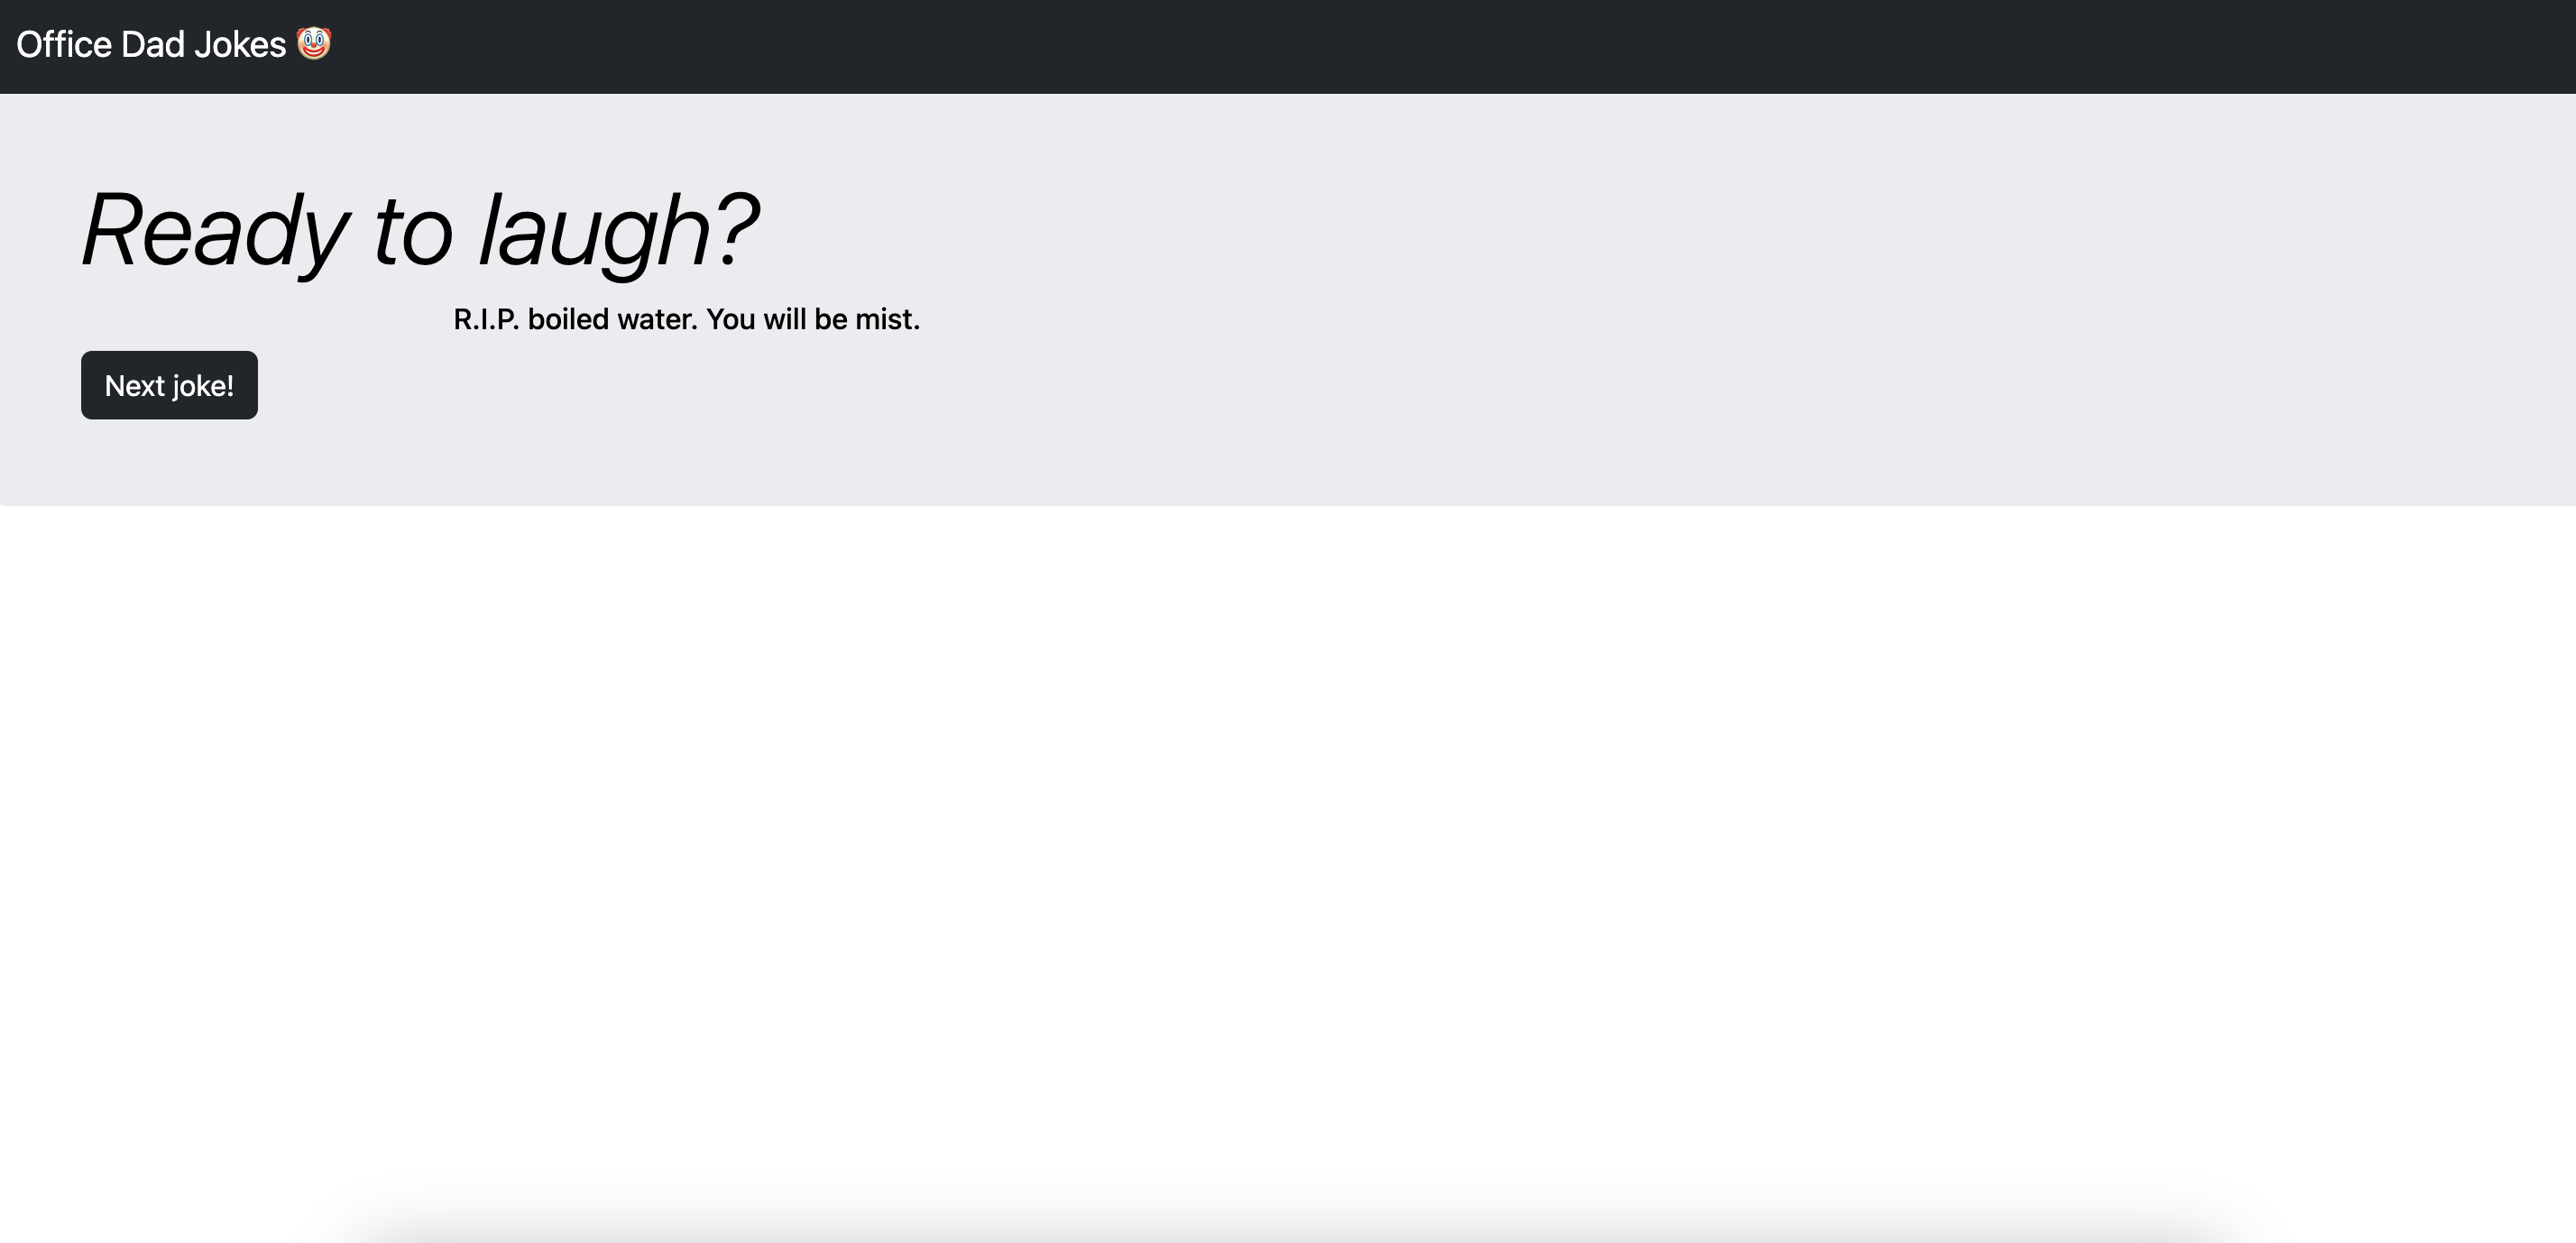 Office Dad Jokes 🤡
Ready to laugh?
R.I.P. boiled water. You will be mist.
Next joke!